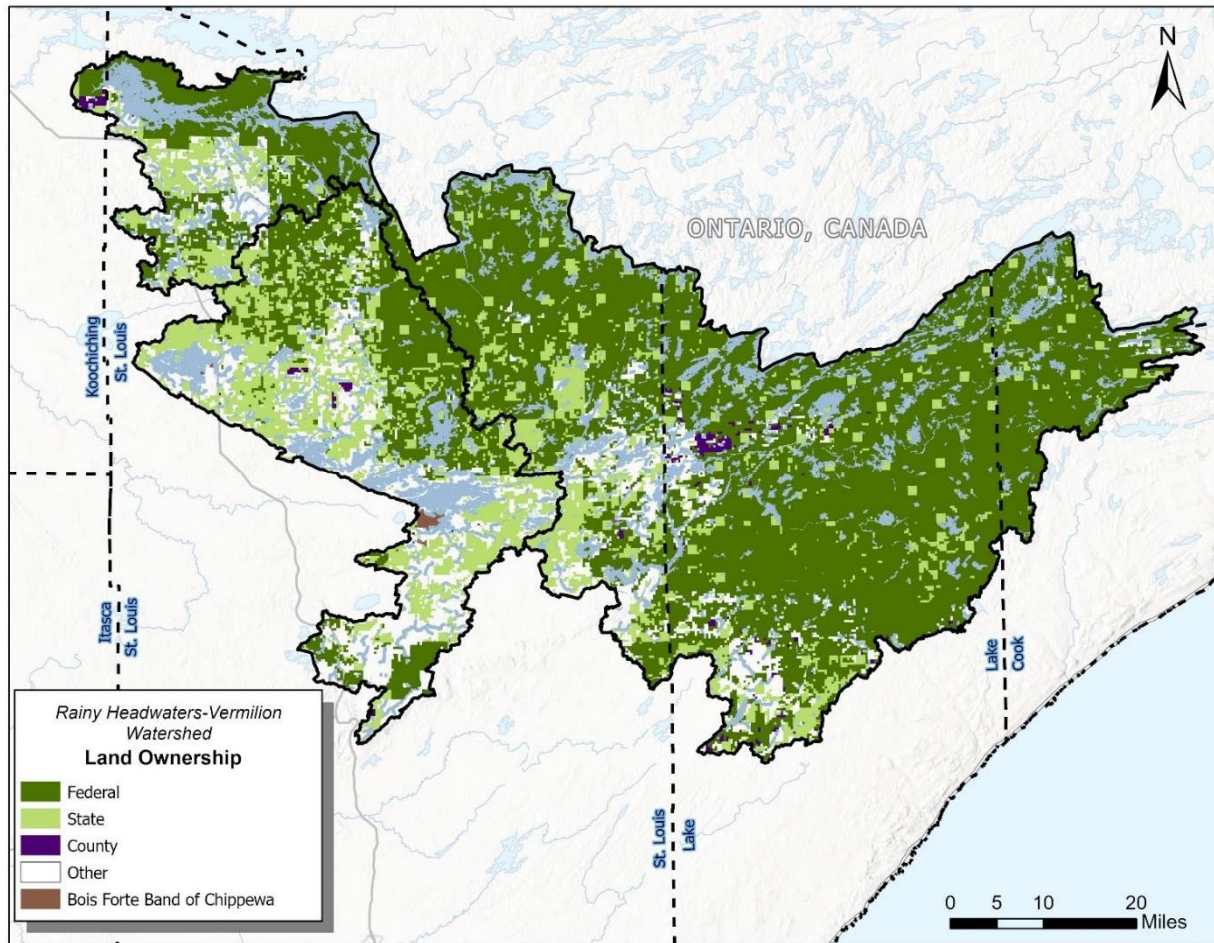 N
ONTARIO, CANADA
Koochiching
St. Louis
Itasca
St. Louis
Lake
Cook
St. Louis
Lake
Rainy Headwaters-Vermilion
Watershed
Land Ownership
Federal
State
County
Other
Bois Forte Band of Chippewa
0 5 10 20
Miles